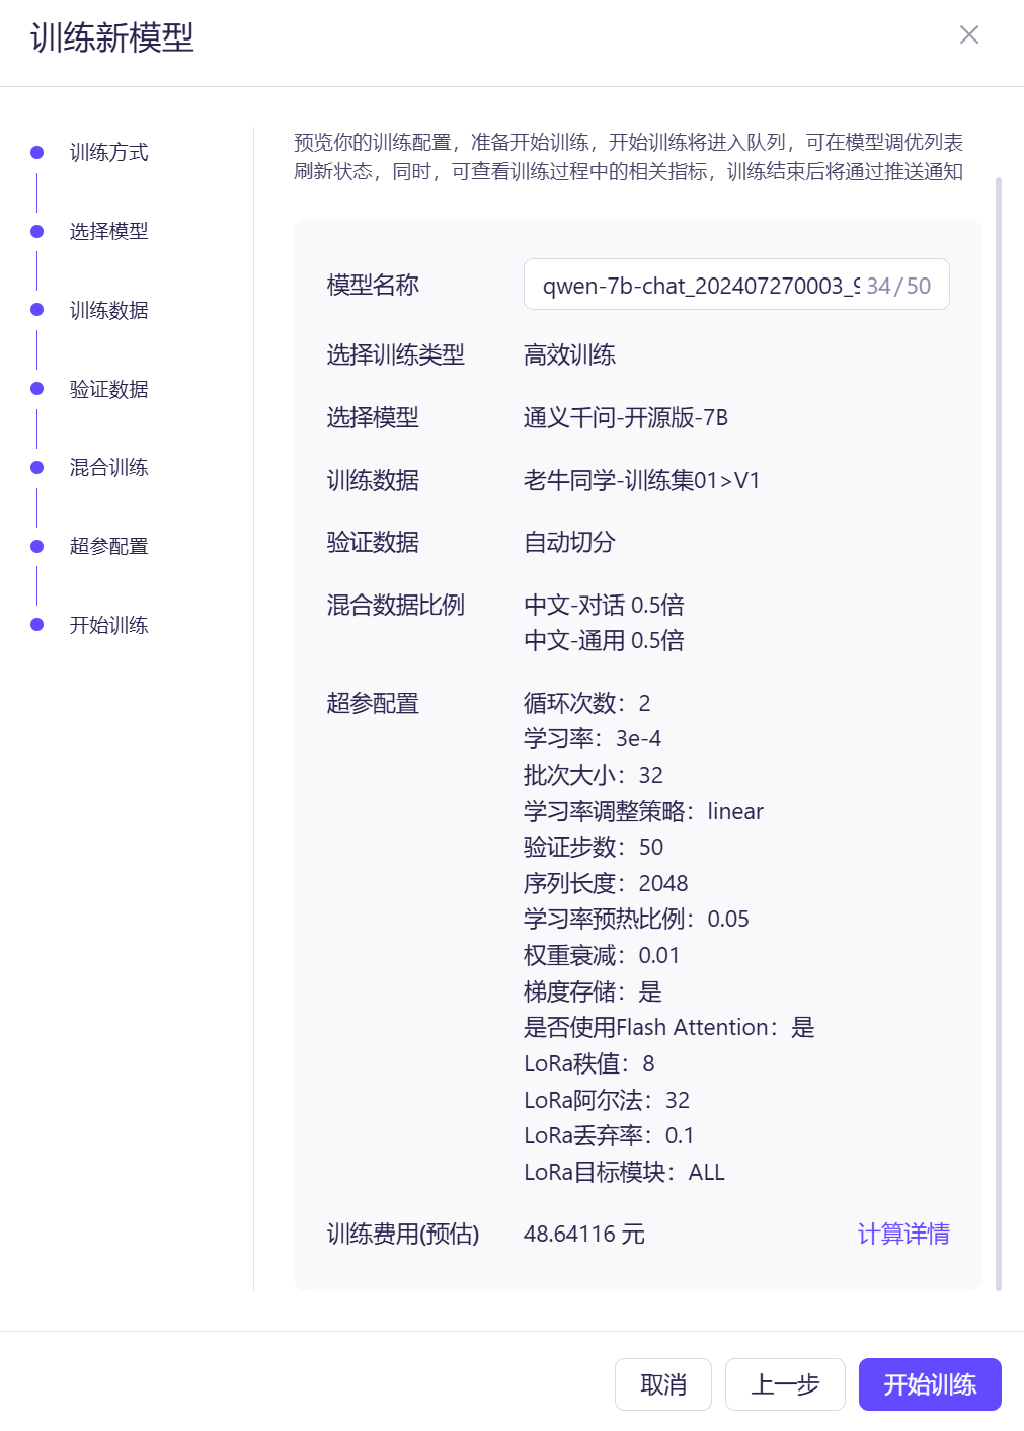 训练新模型
训练方式
选择模型
训练数据
验证数据
混合训练
超参配置
开始训练
预览你的训练配置，准备开始训练，开始训练将进入队列，可在模型调优列表
刷新状态，同时，可查看训练过程中的相关指标，训练结束后将通过推送通知
模型名称 qwen-7b-chat_202407270003_ 34/50
选择训练类型 高效训练
选择模型 通义千问-开源版-7B
训练数据 老牛同学-训练集01>V1
验证数据 自动切分
混合数据比例 中文-对话 0.5倍
中文-通用 0.5倍
超参配置 循环次数：2
学习率：3e-4
批次大小：32
学习率调整策略：linear
验证步数：50
序列长度：2048
学习率预热比例：0.05
权重衰减：0.01
梯度存储：是
是否使用Flash Attention：是
LoRa秩值：8
LoRa阿尔法：32
LoRa丢弃率：0.1
LoRa目标模块：ALL
训练费用(预估) 48.64116 元 计算详情
取消 上一步 开始训练